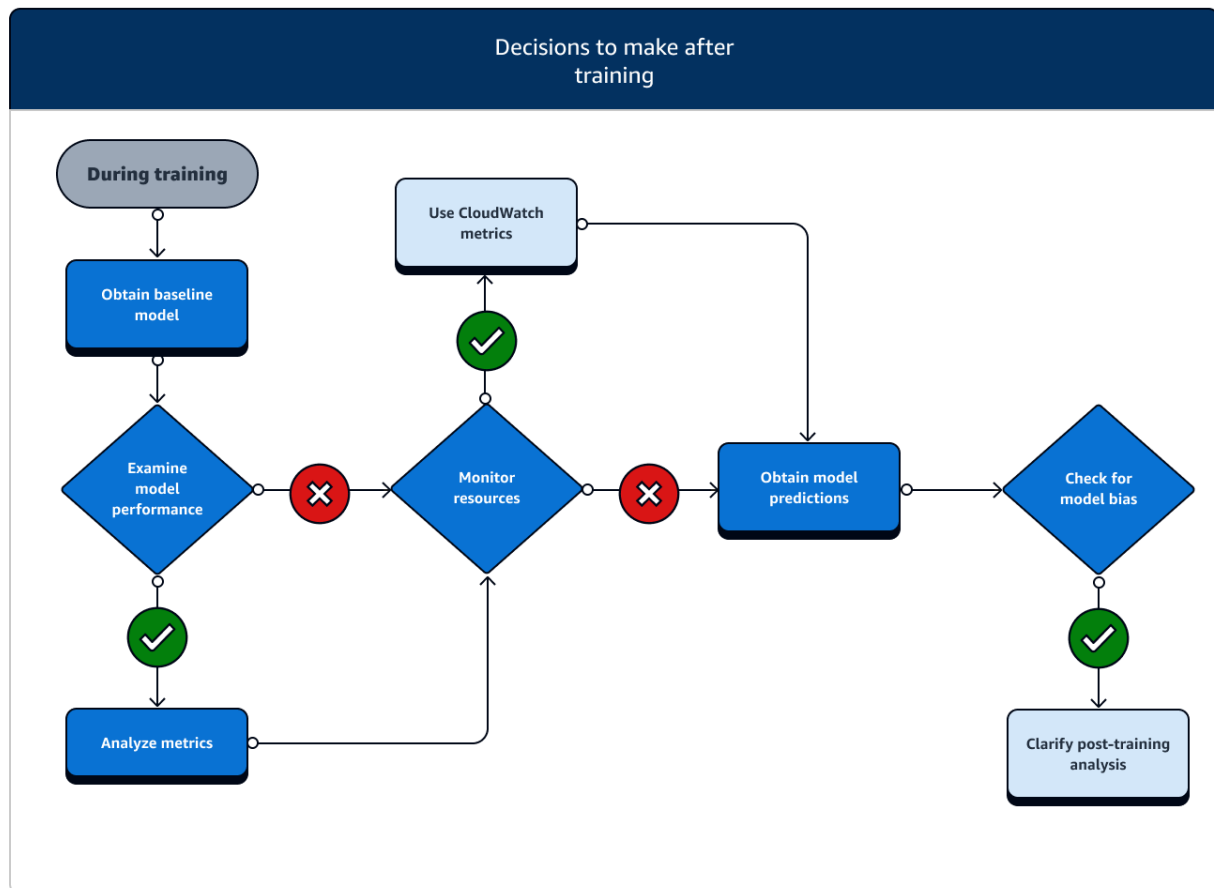 Decisions to make after
training
During training
Obtain baseline
model
Examine
model
performance
Analyze metrics
Use CloudWatch
metrics
Monitor
resources
Obtain model
predictions
Check for
model bias
Clarify post-training
analysis